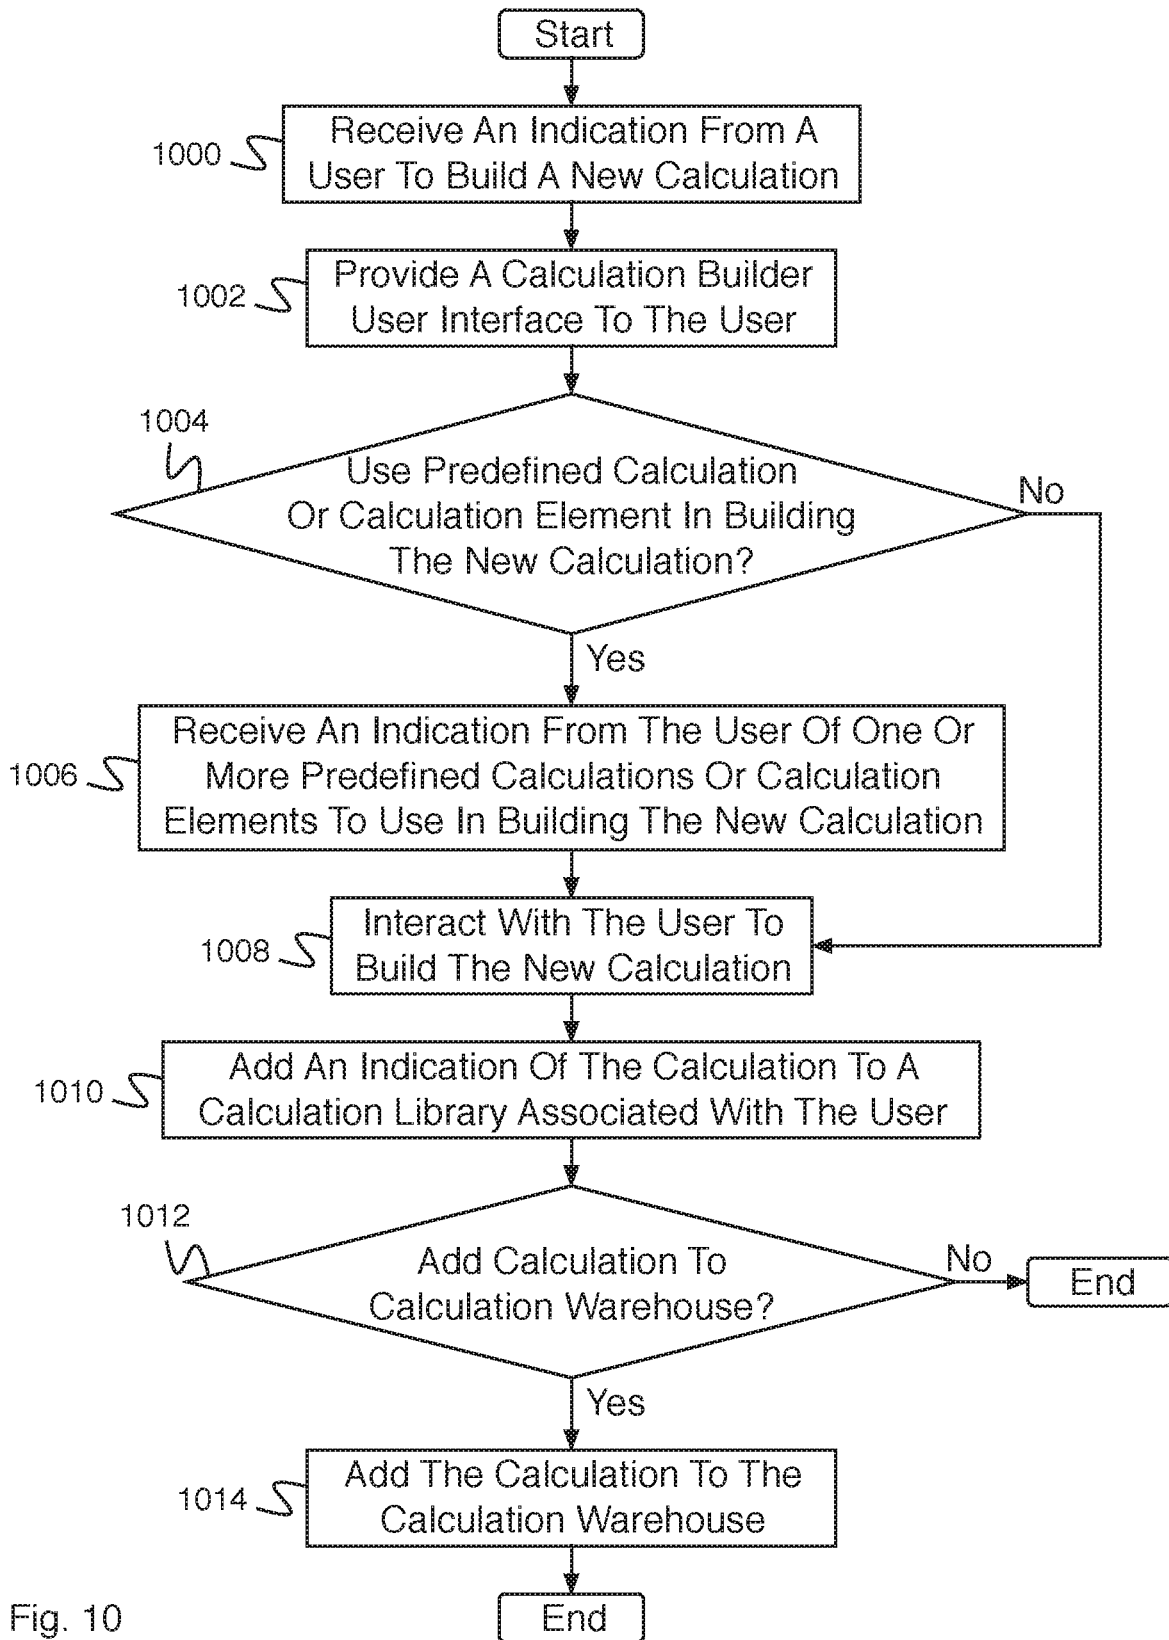 Start
1000
Receive An Indication From A
User To Build A New Calculation
1002
Provide A Calculation Builder
User Interface To The User
1004
Use Predefined Calculation
Or Calculation Element In Building
The New Calculation?
No
Yes
1006
Receive An Indication From The User Of One Or
More Predefined Calculations Or Calculation
Elements To Use In Building The New Calculation
1008
Interact With The User To
Build The New Calculation
1010
Add An Indication Of The Calculation To A
Calculation Library Associated With The User
1012
Add Calculation To
Calculation Warehouse?
No
End
Yes
1014
Add The Calculation To The
Calculation Warehouse
End
Fig. 10